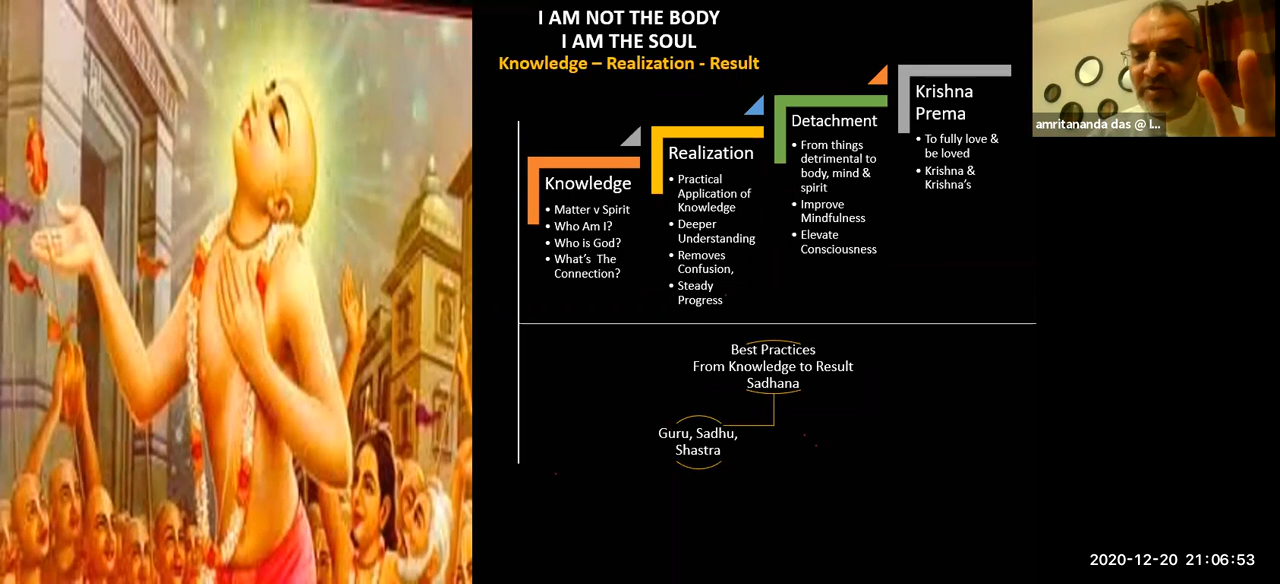 I AM NOT THE BODY
I AM THE SOUL
Knowledge – Realization - Result
Knowledge
• Matter v Spirit
• Who Am I?
• Who is God?
• What's The
Connection?
Realization
• Practical
Application of
Knowledge
• Deeper
Understanding
• Removes
Confusion,
• Steady
Progress
Detachment
• From things
detrimental to
body, mind &
spirit
• Improve
Mindfulness
• Elevate
Consciousness
Krishna
Prema
• To fully love &
be loved
• Krishna &
Krishna's
Best Practices
From Knowledge to Result
Sadhana
Guru, Sadhu,
Shastra
amritananda das @ I...
2020-12-20 21:06:53